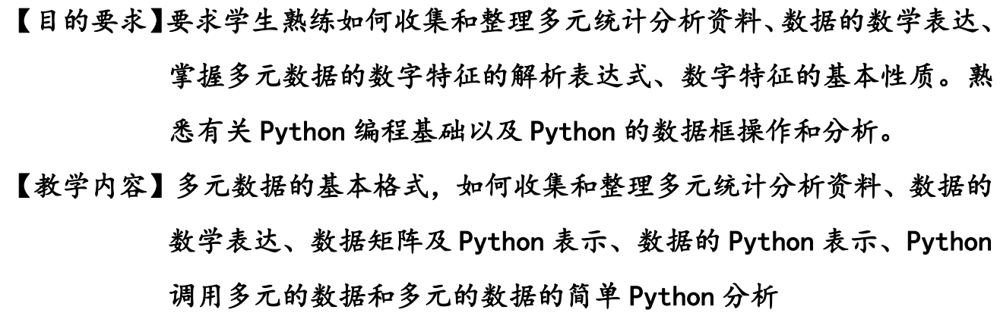 【目的要求】要求学生熟练如何收集和整理多元统计分析资料、数据的数学表达、
掌握多元数据的数字特征的解析表达式、数字特征的基本性质。熟
悉有关 Python 编程基础以及 Python 的数据框操作和分析。
【教学内容】多元数据的基本格式，如何收集和整理多元统计分析资料、数据的
数学表达、数据矩阵及 Python 表示、数据的 Python 表示、Python
调用多元的数据和多元的数据的简单 Python 分析